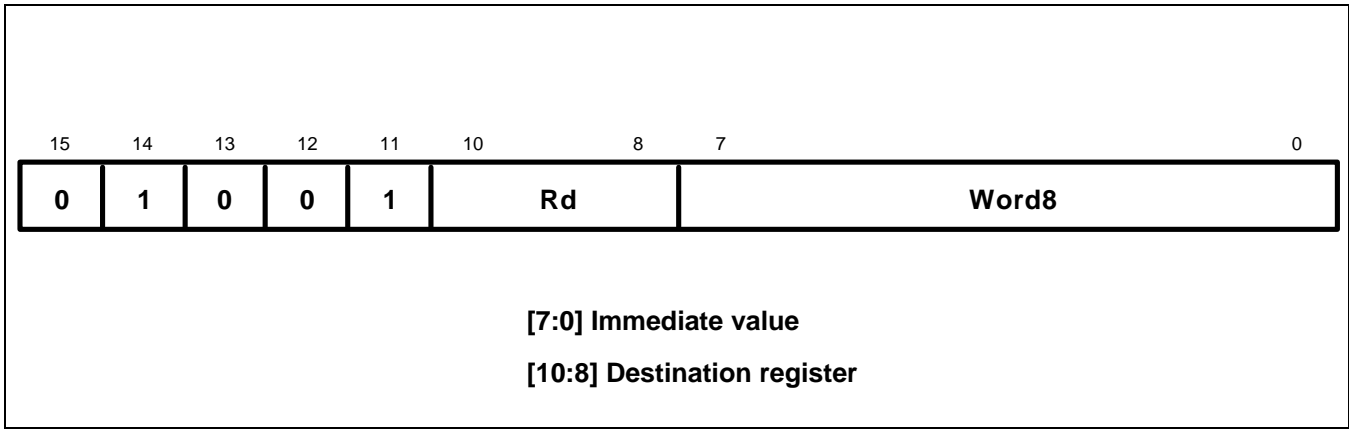 15 14 13 12 11 10 8 7 0
0 1 0 0 1 Rd Word8
[7:0] Immediate value
[10:8] Destination register